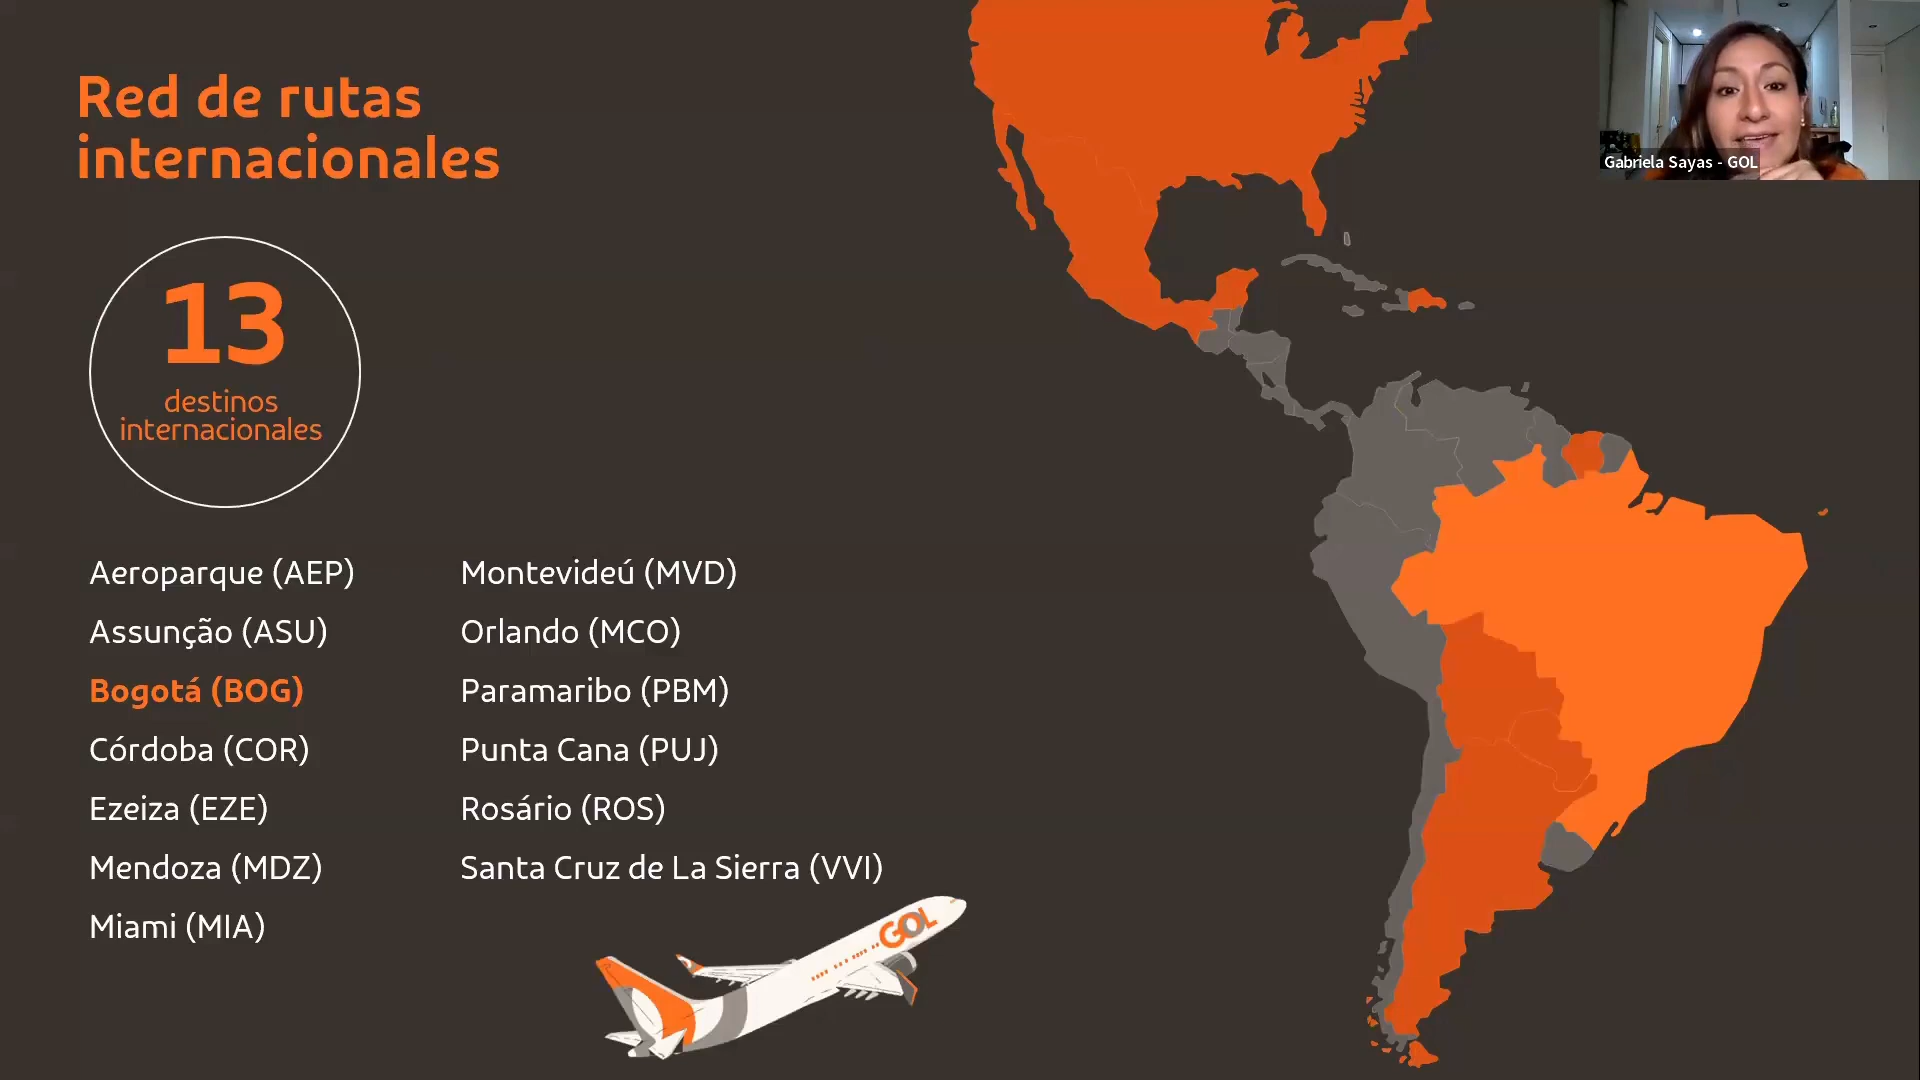 Red de rutas
internacionales
13
destinos
internacionales
Aeroparque (AEP)
Assunção (ASU)
Bogotá (BOG)
Córdoba (COR)
Ezeiza (EZE)
Mendoza (MDZ)
Miami (MIA)
Montevideú (MVD)
Orlando (MCO)
Paramaribo (PBM)
Punta Cana (PUJ)
Rosário (ROS)
Santa Cruz de La Sierra (VVI)
GOL
Gabriela Sayas - GOL